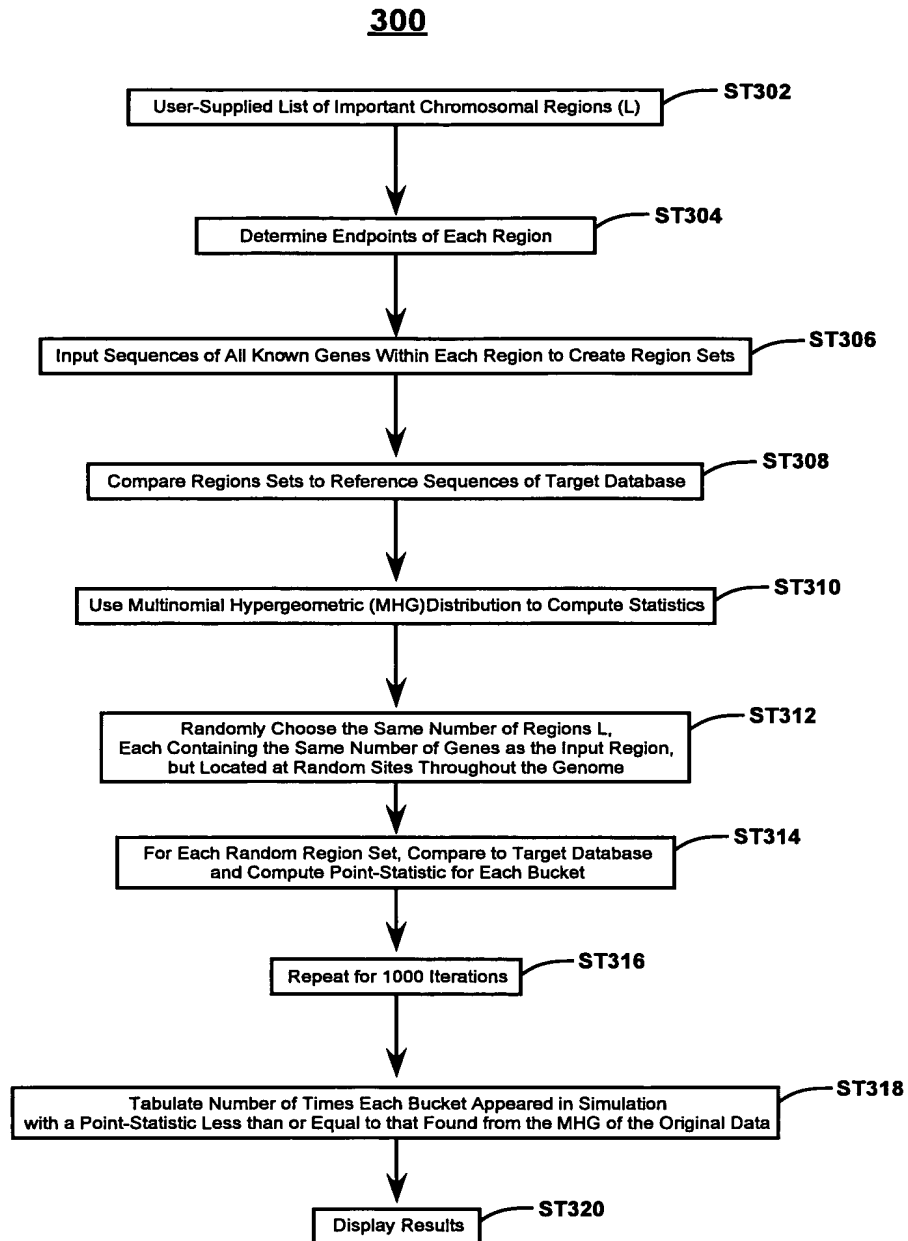 300
User-Supplied List of Important Chromosomal Regions (L)
ST302
Determine Endpoints of Each Region
ST304
Input Sequences of All Known Genes Within Each Region to Create Region Sets
ST306
Compare Regions Sets to Reference Sequences of Target Database
ST308
Use Multinomial Hypergeometric (MHG)Distribution to Compute Statistics
ST310
Randomly Choose the Same Number of Regions L,
Each Containing the Same Number of Genes as the Input Region,
but Located at Random Sites Throughout the Genome
ST312
For Each Random Region Set, Compare to Target Database
and Compute Point-Statistic for Each Bucket
ST314
Repeat for 1000 Iterations
ST316
Tabulate Number of Times Each Bucket Appeared in Simulation
with a Point-Statistic Less than or Equal to that Found from the MHG of the Original Data
ST318
Display Results
ST320